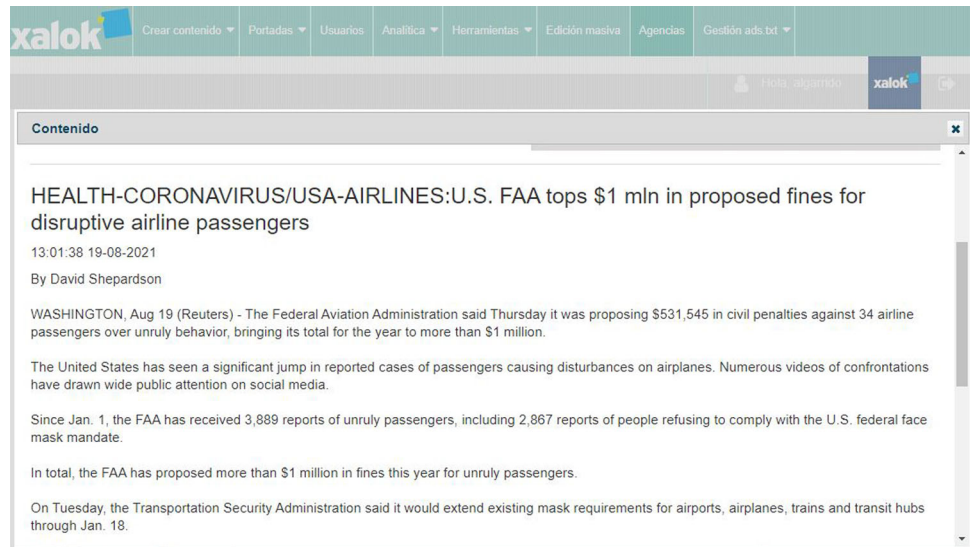 xalok
Crear contenido
Portadas
Usuarios
Analítica
Herramientas
Edición masiva
Agencias
Gestión ads.txt
Hola, algarrido
xalok
Contenido
HEALTH-CORONAVIRUS/USA-AIRLINES:U.S. FAA tops $1 mln in proposed fines for
disruptive airline passengers
13:01:38 19-08-2021
By David Shepardson
WASHINGTON, Aug 19 (Reuters) - The Federal Aviation Administration said Thursday it was proposing $531,545 in civil penalties against 34 airline
passengers over unruly behavior, bringing its total for the year to more than $1 million.
The United States has seen a significant jump in reported cases of passengers causing disturbances on airplanes. Numerous videos of confrontations
have drawn wide public attention on social media.
Since Jan. 1, the FAA has received 3,889 reports of unruly passengers, including 2,867 reports of people refusing to comply with the U.S. federal face
mask mandate.
In total, the FAA has proposed more than $1 million in fines this year for unruly passengers.
On Tuesday, the Transportation Security Administration said it would extend existing mask requirements for airports, airplanes, trains and transit hubs
through Jan. 18.